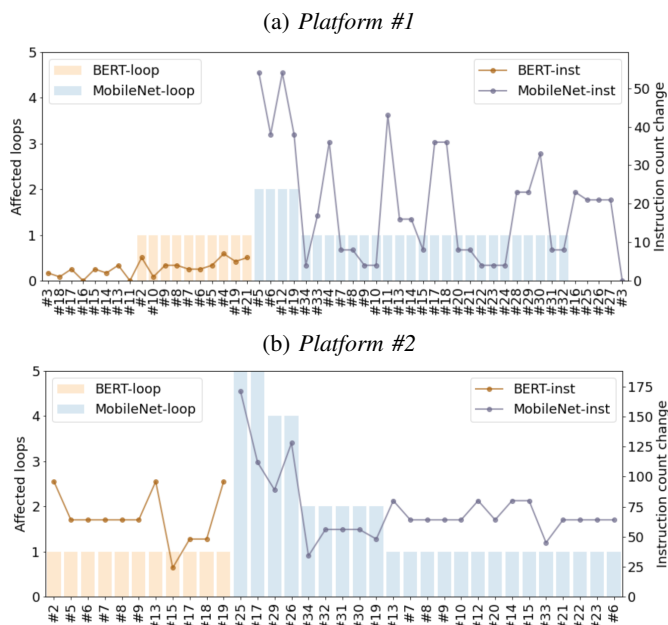 (a) Platform #1
5
4
3
2
1
0
Affected loops
BERT-loop
MobileNet-loop
BERT-inst
MobileNet-inst
50
40
30
20
10
0
Instruction count change
#3 #18 #17 #16 #15 #14 #13 #11 #2 #10 #9 #8 #7 #6 #5 #4 #19 #21 #5 #6 #12 #16 #34 #33 #4 #7 #8 #9 #10 #11 #13 #14 #15 #17 #18 #20 #21 #22 #23 #24 #28 #29 #30 #31 #32 #16 #25 #26 #27 #3
(b) Platform #2
5
4
3
2
1
0
Affected loops
BERT-loop
MobileNet-loop
BERT-inst
MobileNet-inst
175
150
125
100
75
50
25
0
Instruction count change
#2 #5 #6 #7 #8 #9 #13 #15 #17 #18 #19 #25 #17 #29 #26 #34 #32 #31 #30 #19 #13 #7 #8 #9 #10 #12 #20 #14 #15 #33 #21 #22 #23 #6